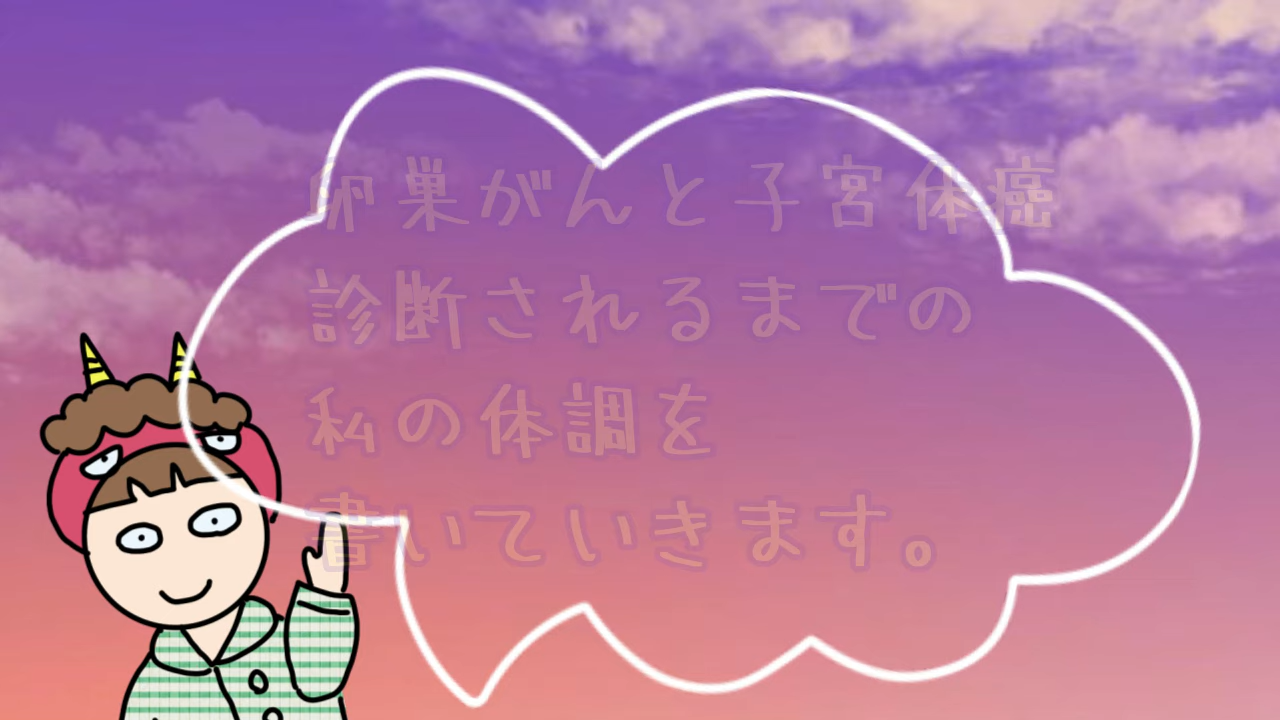 卵巣がんと子宮体癌
診断されるまでの
私の体調を
書いていきます。